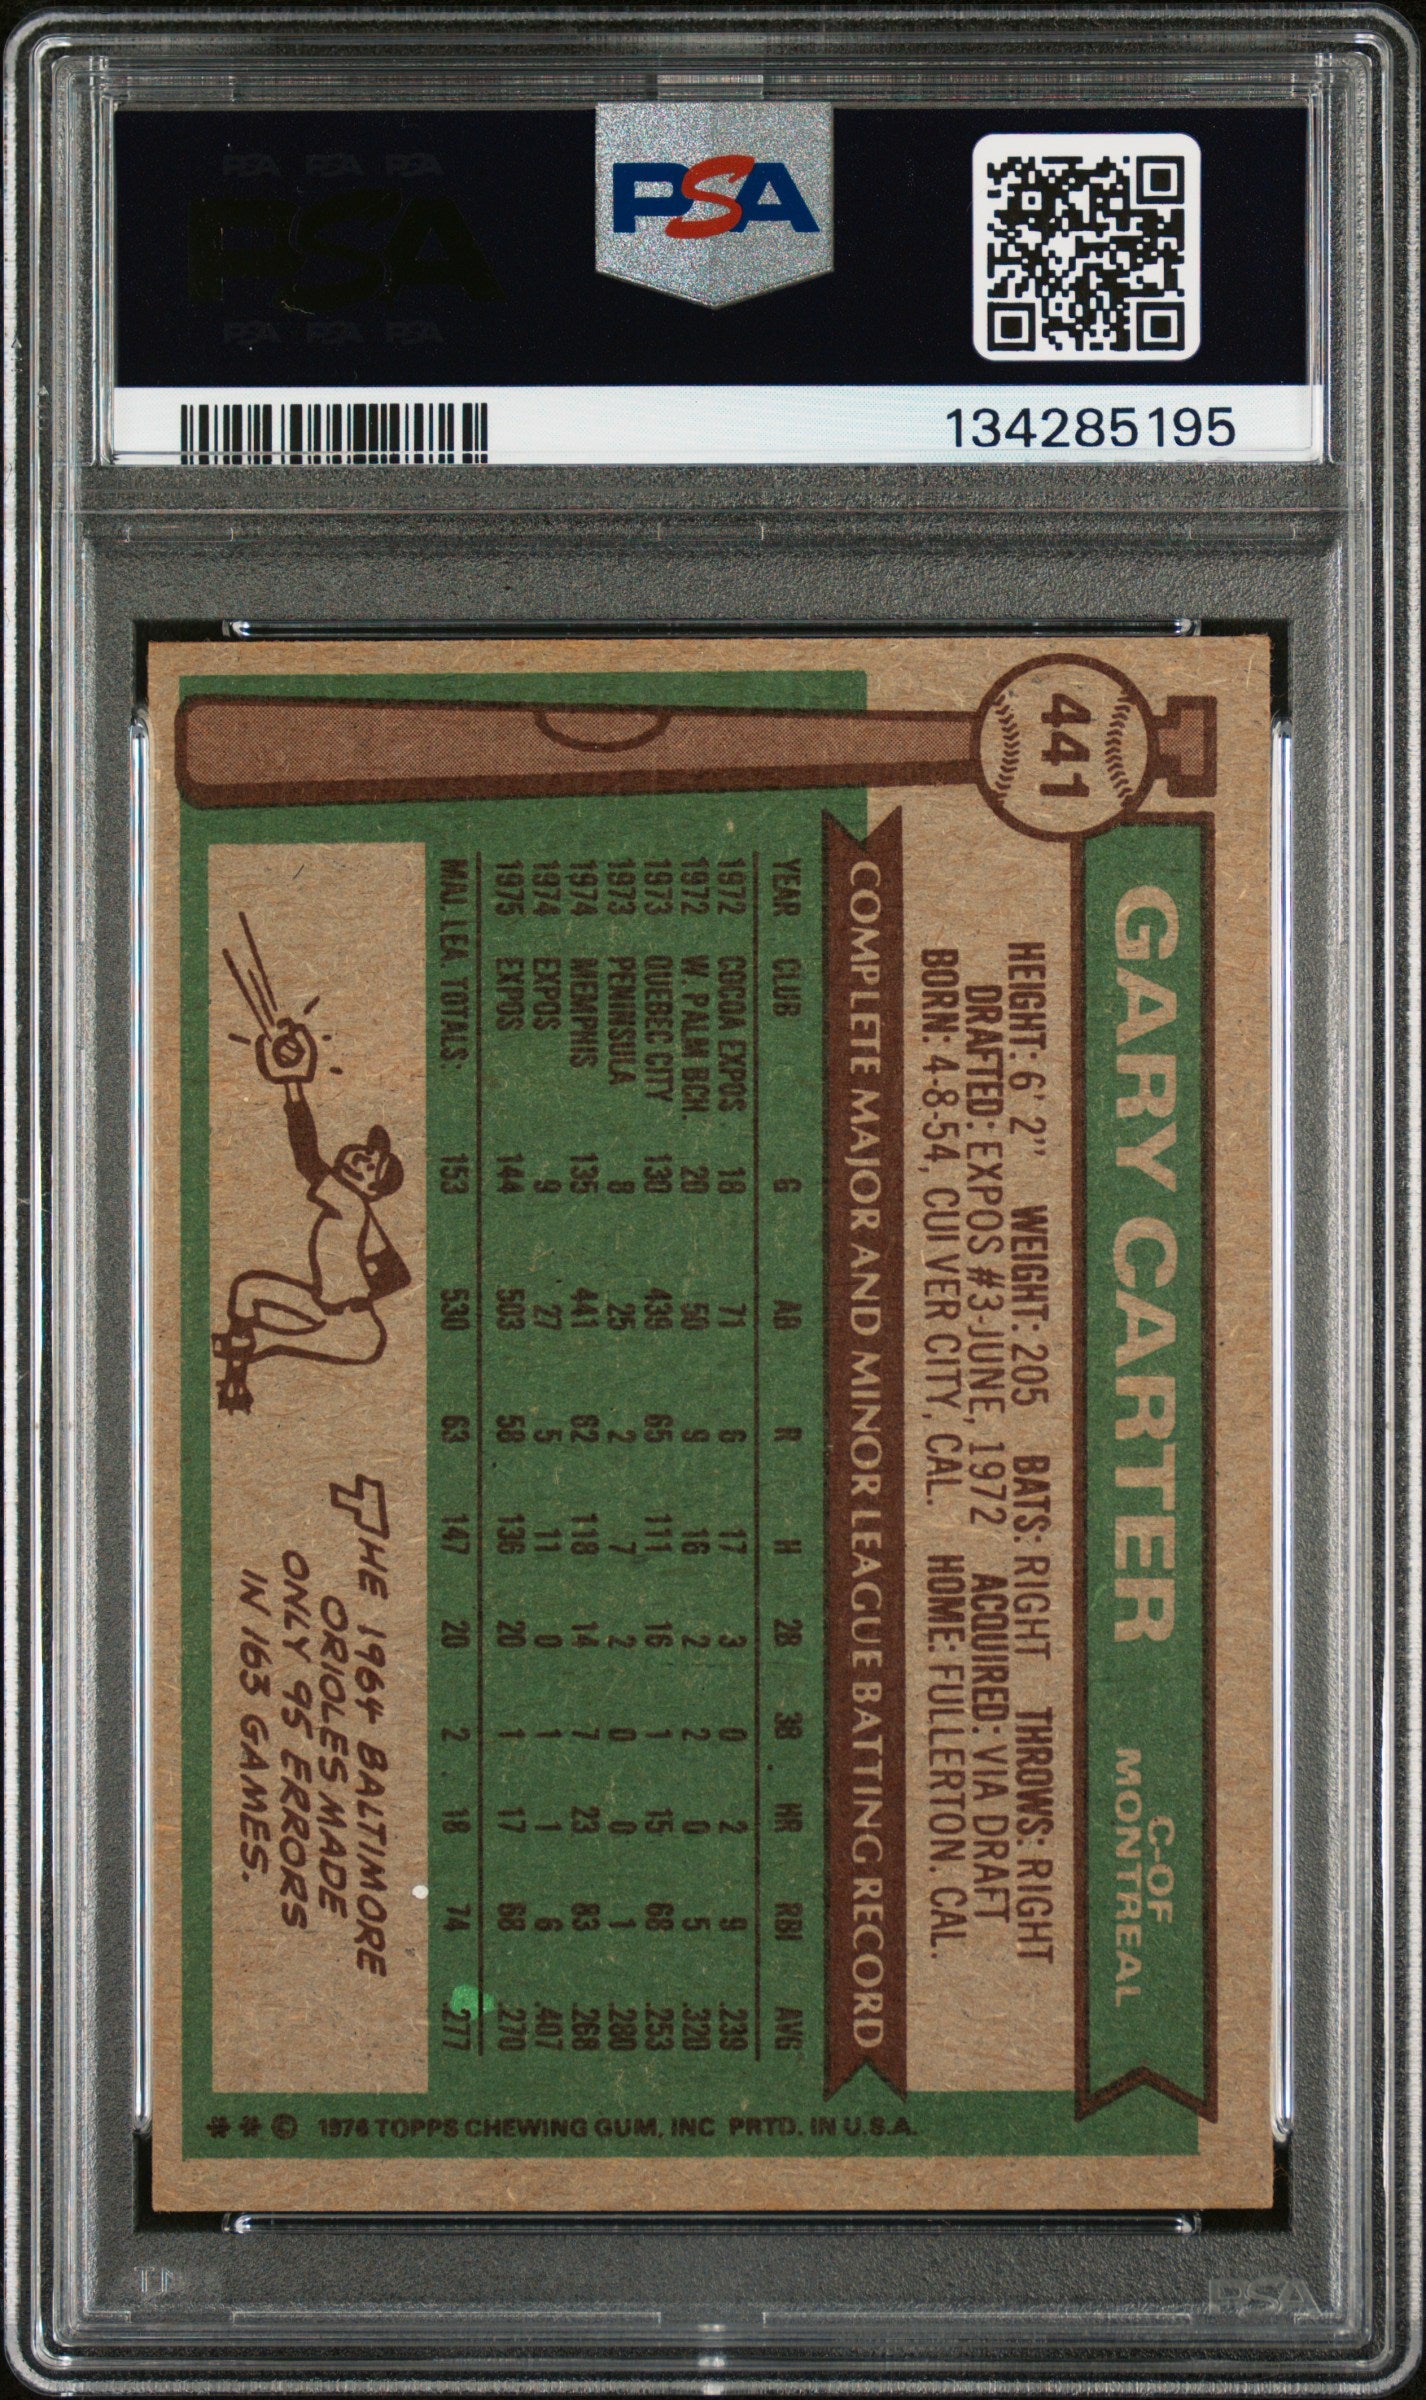 PSA PSA PSA
PSA
PSA PSA PSA
PSA
134285195
441
GARY CARTER
C-OF
MONTREAL
HEIGHT: 6' 2" WEIGHT: 205 BATS: RIGHT THROWS: RIGHT
DRAFTED: EXPOS #3-JUNE, 1972 ACQUIRED: VIA DRAFT
BORN: 4-8-54, CULVER CITY, CAL. HOME: FULLERTON, CAL.
COMPLETE MAJOR AND MINOR LEAGUE BATTING RECORD
YEAR CLUB G AB R H 2B 3B HR RBI AVG
1972 COCOA EXPOS 18 71 6 17 3 0 2 9 .239
1972 W. PALM BCH. 20 50 9 16 2 2 0 5 .320
1973 QUEBEC CITY 130 439 65 111 16 1 15 68 .253
1973 PENINSULA 8 25 2 7 2 0 0 1 .280
1974 MEMPHIS 135 441 62 118 14 7 23 83 .268
1974 EXPOS 9 27 5 11 0 1 1 6 .407
1975 EXPOS 144 503 58 136 20 1 17 68 .270
MAJ. LEA. TOTALS: 153 530 63 147 20 2 18 74 .277
THE 1964 BALTIMORE
ORIOLES MADE
ONLY 95 ERRORS
IN 163 GAMES.
# # © 1976 TOPPS CHEWING GUM, INC PRTD. IN U.S.A.
PSA